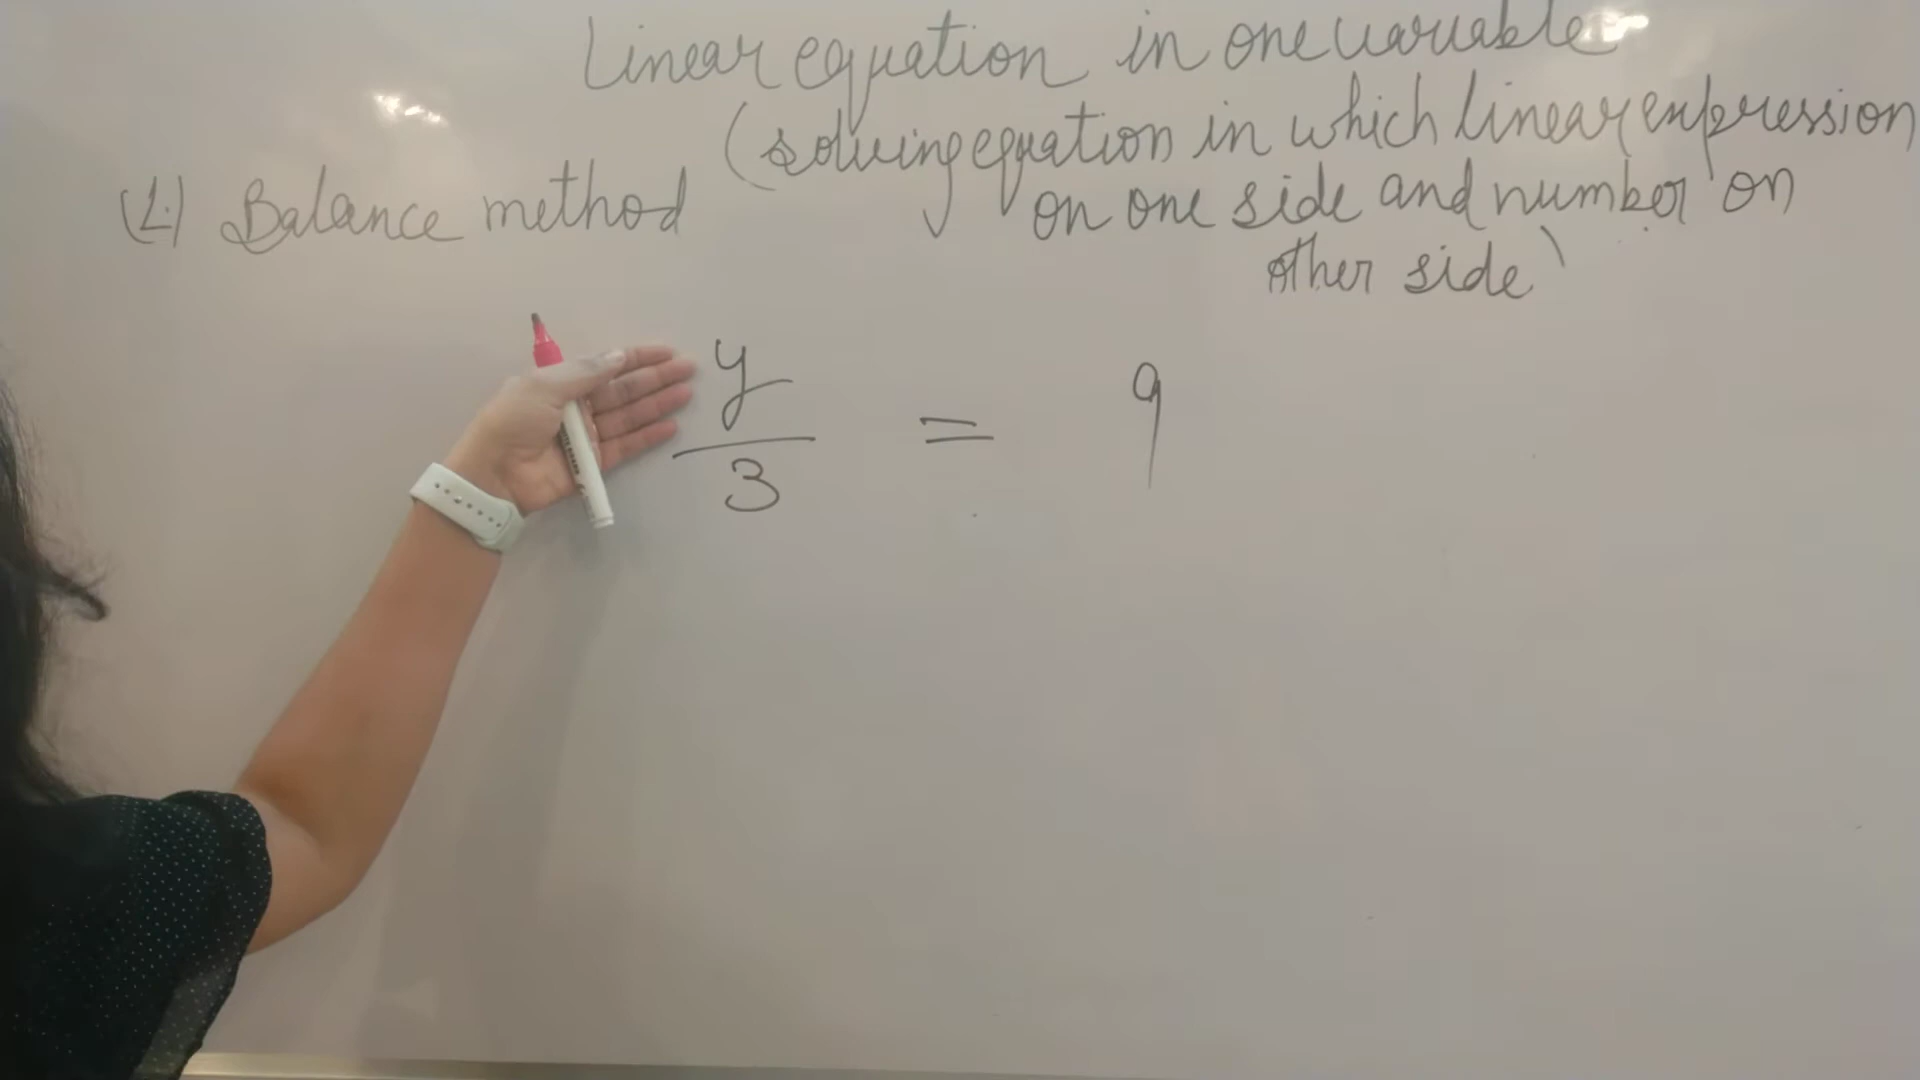 Linear equation in one variable
(solving equation in which linear expression
on one side and number on
other side)
(1.) Balance method
y
3
=
9